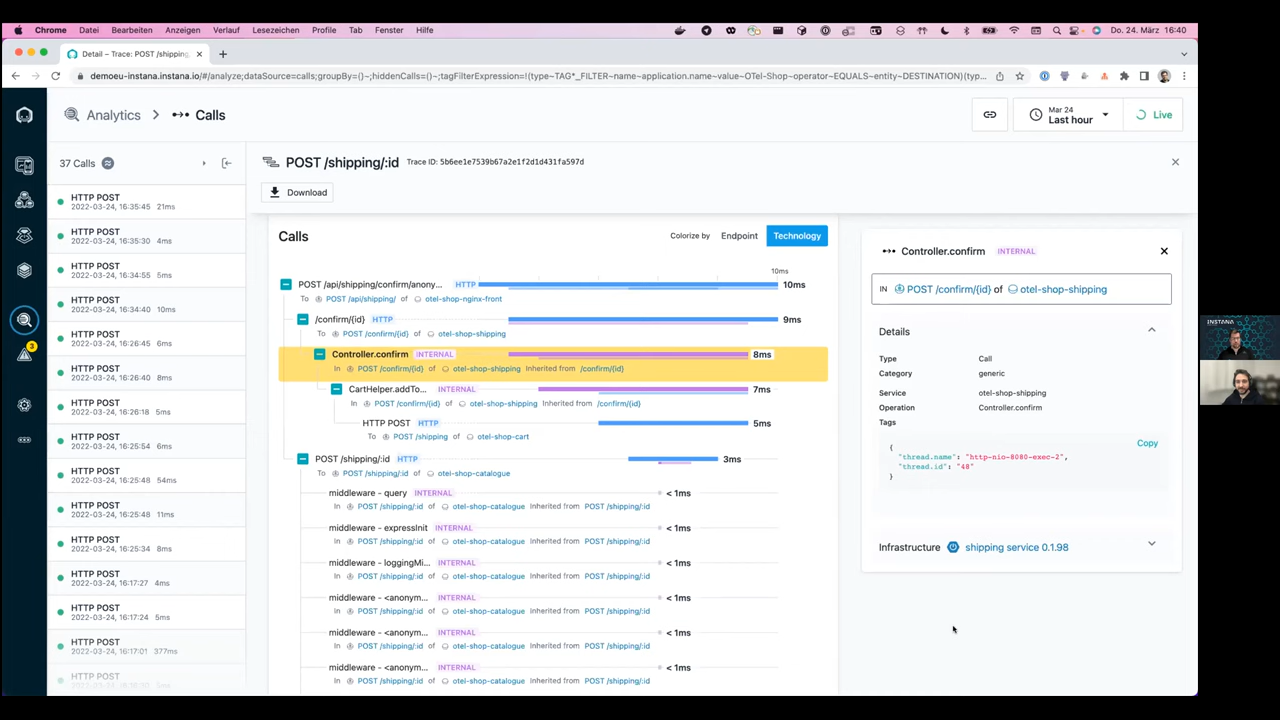 Chrome Datei Bearbeiten Anzeigen Verlauf Lesezeichen Profile Tab Fenster Hilfe Do. 24. März 16:40
Detail – Trace: POST /shipping/
demoeu-instana.instana.io/#/analyze;dataSource=calls;groupBy=()~;hiddenCalls=()~;tagFilterExpression=!(type~TAG*_FILTER~name~application.name~value~OTel-Shop~operator~EQUALS~entity~DESTINATION)(typ...
Analytics > Calls
Mar 24
Last hour
Live
37 Calls
POST /shipping/:id Trace ID: 5b6ee1e7539b67a2e1f2d1d431fa597d
Download
HTTP POST
2022-03-24, 16:35:45 21ms
HTTP POST
2022-03-24, 16:35:30 4ms
HTTP POST
2022-03-24, 16:34:55 5ms
HTTP POST
2022-03-24, 16:34:40 10ms
HTTP POST
2022-03-24, 16:26:45 6ms
HTTP POST
2022-03-24, 16:26:40 8ms
HTTP POST
2022-03-24, 16:26:18 5ms
HTTP POST
2022-03-24, 16:25:54 6ms
HTTP POST
2022-03-24, 16:25:48 54ms
HTTP POST
2022-03-24, 16:25:48 11ms
HTTP POST
2022-03-24, 16:25:34 8ms
HTTP POST
2022-03-24, 16:17:27 4ms
HTTP POST
2022-03-24, 16:17:24 5ms
HTTP POST
2022-03-24, 16:17:01 377ms
HTTP POST
3
Calls
Colorize by Endpoint Technology
10ms
POST /api/shipping/confirm/anony... HTTP 10ms
To POST /api/shipping/ of otel-shop-nginx-front
/confirm/{id} HTTP 9ms
To POST /confirm/{id} of otel-shop-shipping
Controller.confirm INTERNAL 8ms
In POST /confirm/{id} of otel-shop-shipping Inherited from /confirm/{id}
CartHelper.addTo... INTERNAL 7ms
In POST /confirm/{id} of otel-shop-shipping Inherited from /confirm/{id}
HTTP POST HTTP 5ms
To POST /shipping of otel-shop-cart
POST /shipping/:id HTTP 3ms
To POST /shipping/:id of otel-shop-catalogue
middleware - query INTERNAL < 1ms
In POST /shipping/:id of otel-shop-catalogue Inherited from POST /shipping/:id
middleware - expressInit INTERNAL < 1ms
In POST /shipping/:id of otel-shop-catalogue Inherited from POST /shipping/:id
middleware - loggingMi... INTERNAL < 1ms
In POST /shipping/:id of otel-shop-catalogue Inherited from POST /shipping/:id
middleware - <anonym... INTERNAL < 1ms
In POST /shipping/:id of otel-shop-catalogue Inherited from POST /shipping/:id
middleware - <anonym... INTERNAL < 1ms
In POST /shipping/:id of otel-shop-catalogue Inherited from POST /shipping/:id
middleware - <anonym... INTERNAL < 1ms
In POST /shipping/:id of otel-shop-catalogue Inherited from POST /shipping/:id
Controller.confirm INTERNAL
IN POST /confirm/{id} of otel-shop-shipping
Details
Type Call
Category generic
Service otel-shop-shipping
Operation Controller.confirm
Tags
Copy
{
"thread.name": "http-nio-8080-exec-2",
"thread.id": "48"
}
Infrastructure shipping service 0.1.98
INSTANA